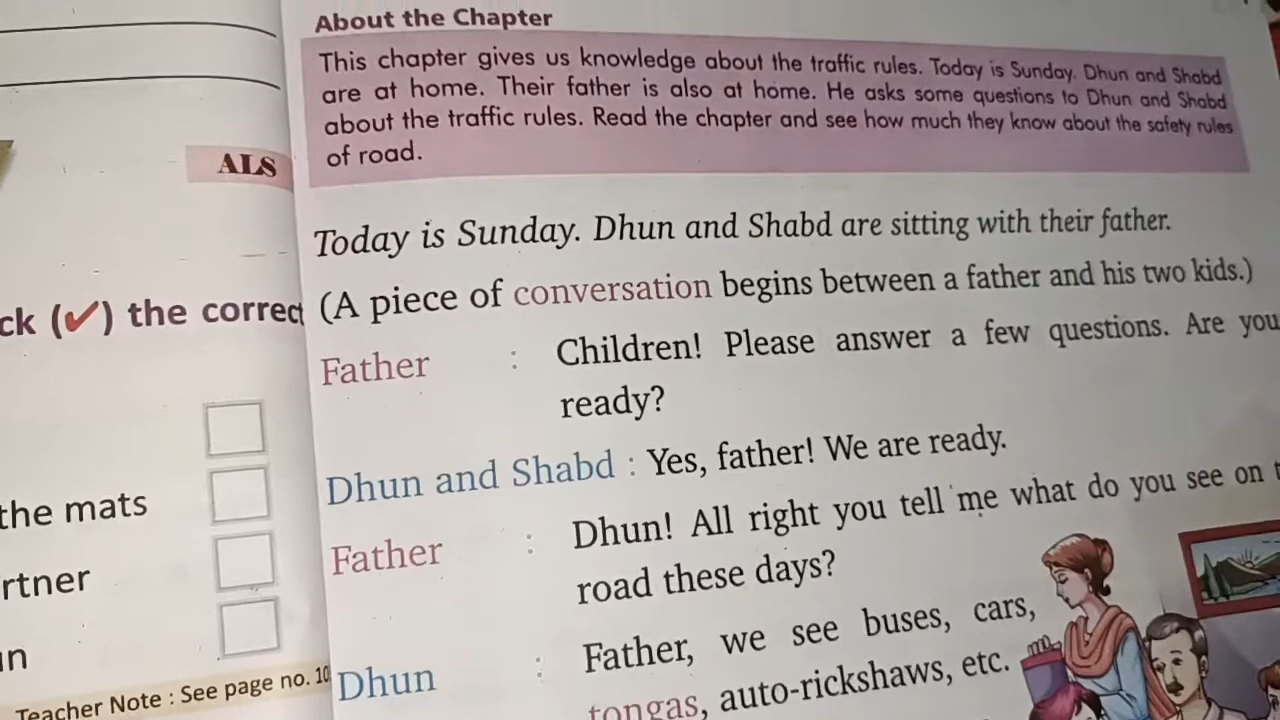 ALS
ck (✓) the correct
the mats
rtner
Teacher Note : See page no. 10
About the Chapter
This chapter gives us knowledge about the traffic rules. Today is Sunday. Dhun and Shabd
are at home. Their father is also at home. He asks some questions to Dhun and Shabd
about the traffic rules. Read the chapter and see how much they know about the safety rules
of road.
Today is Sunday. Dhun and Shabd are sitting with their father.
(A piece of conversation begins between a father and his two kids.)
Father : Children! Please answer a few questions. Are you
ready?
Dhun and Shabd : Yes, father! We are ready.
Father : Dhun! All right you tell me what do you see on t
road these days?
Dhun : Father, we see buses, cars,
tongas, auto-rickshaws, etc.